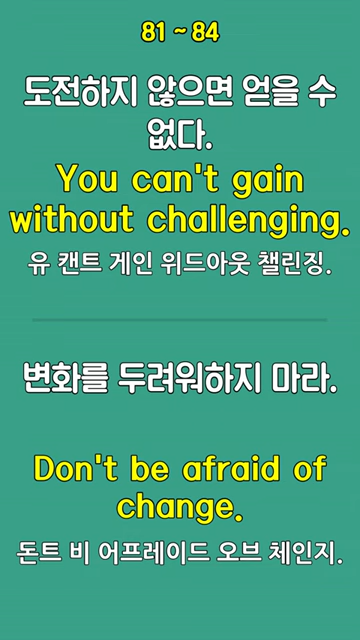 81 ~ 84
도전하지 않으면 얻을 수
없다.
You can't gain
without challenging.
유 캔트 게인 위드아웃 챌린징.
변화를 두려워하지 마라.
Don't be afraid of
change.
돈트 비 어프레이드 오브 체인지.